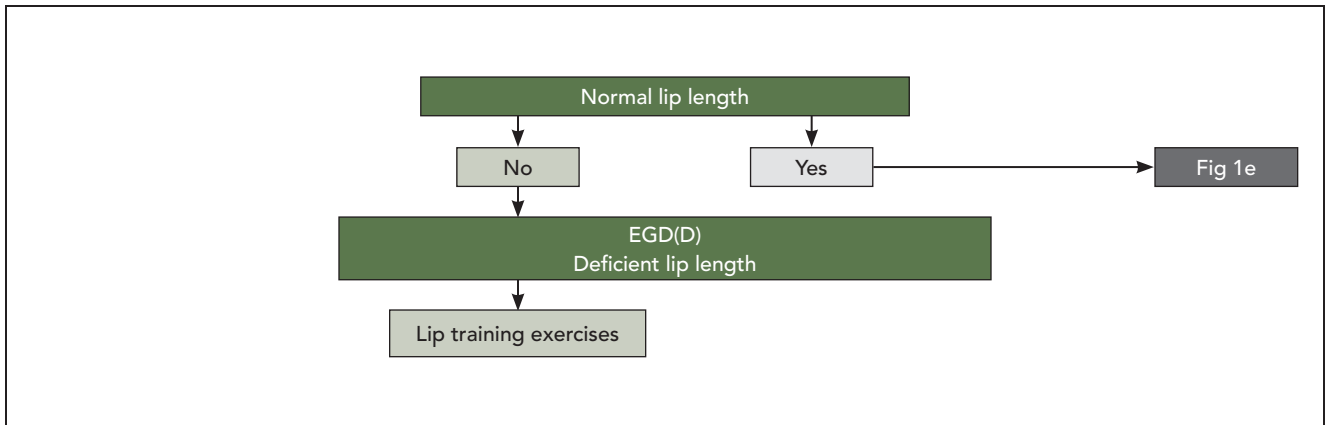 Normal lip length
No
Yes
Fig 1e
EGD(D)
Deficient lip length
Lip training exercises